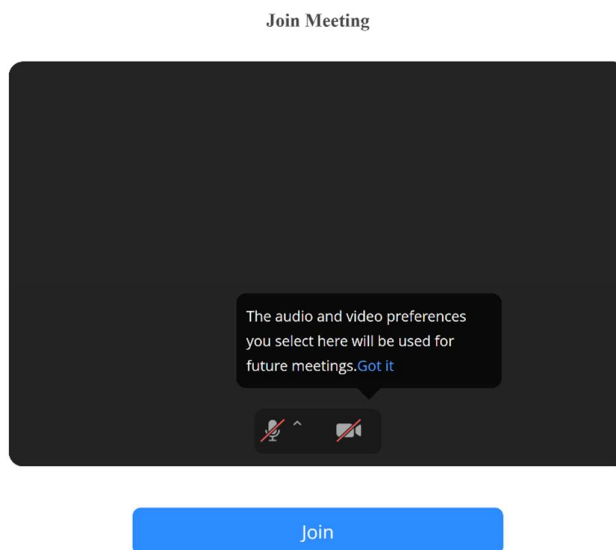 Join Meeting
The audio and video preferences
you select here will be used for
future meetings.Got it
Join